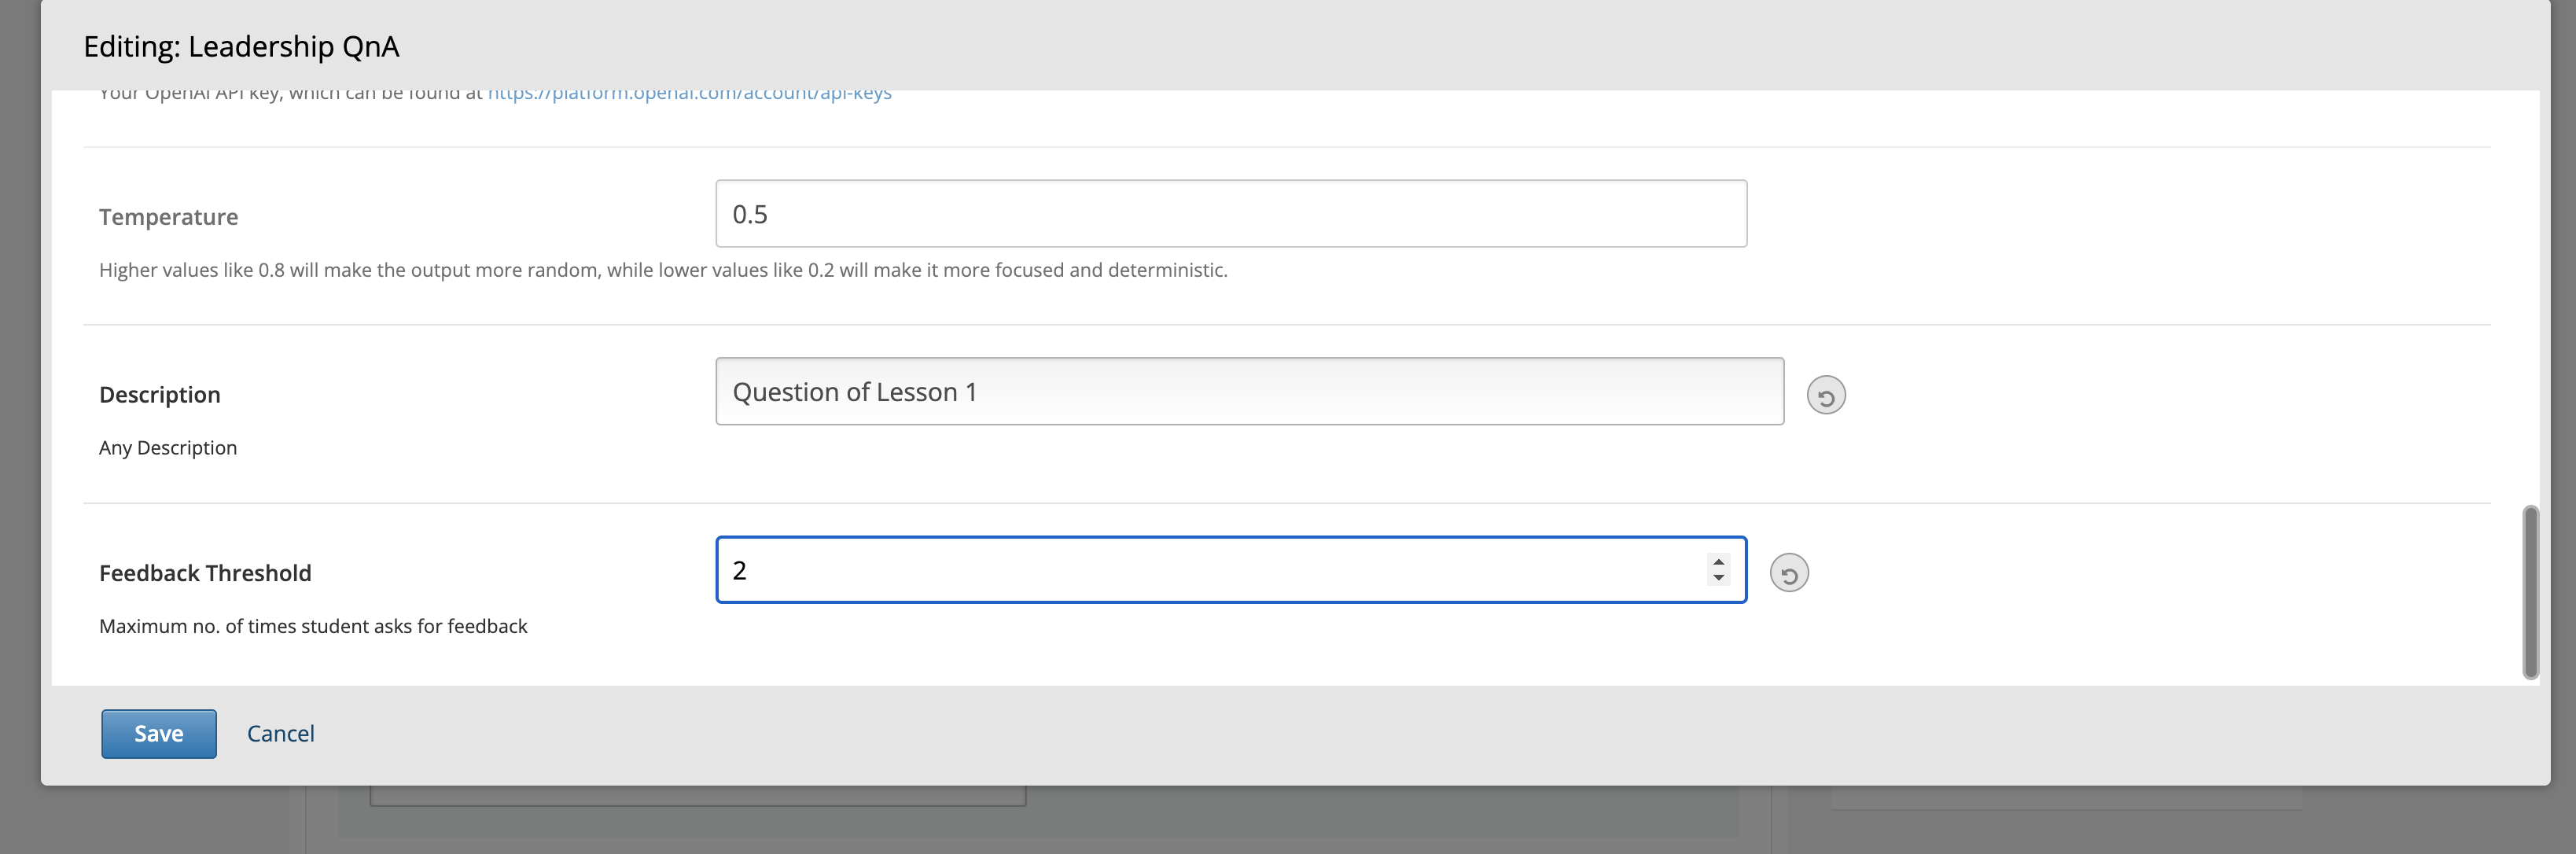 Editing: Leadership QnA
Your OpenAI API key, which can be found at https://platform.openai.com/account/api-keys
Temperature
0.5
Higher values like 0.8 will make the output more random, while lower values like 0.2 will make it more focused and deterministic.
Description
Question of Lesson 1
Any Description
Feedback Threshold
2
Maximum no. of times student asks for feedback
Save
Cancel